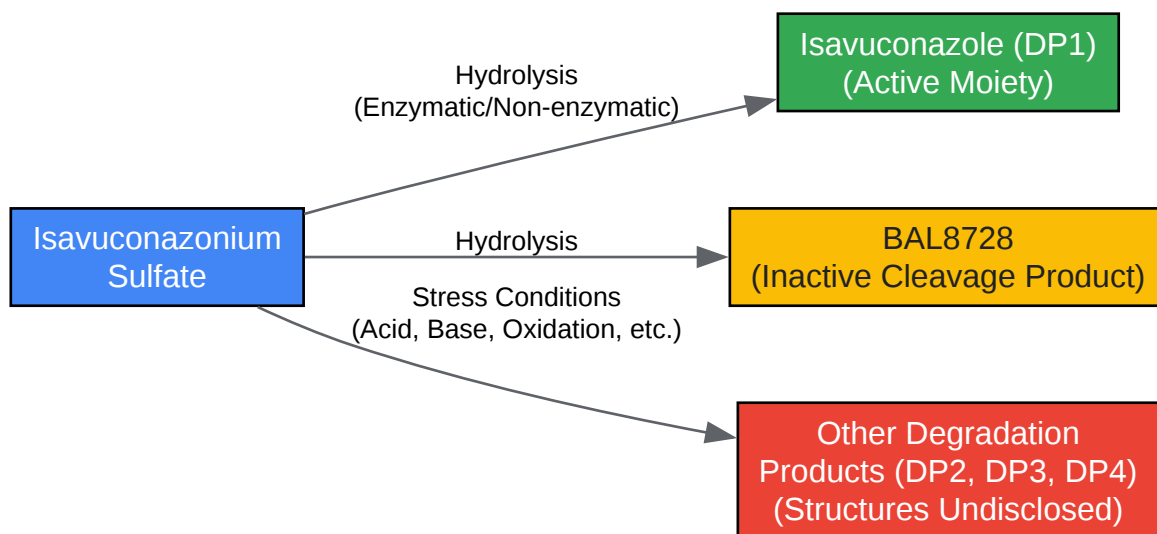 Isavuconazole (DP1)
(Active Moiety)
Hydrolysis
(Enzymatic/Non-enzymatic)
Isavuconazonium
Sulfate
Hydrolysis
BAL8728
(Inactive Cleavage Product)
Stress Conditions
(Acid, Base, Oxidation, etc.)
Other Degradation
Products (DP2, DP3, DP4)
(Structures Undisclosed)